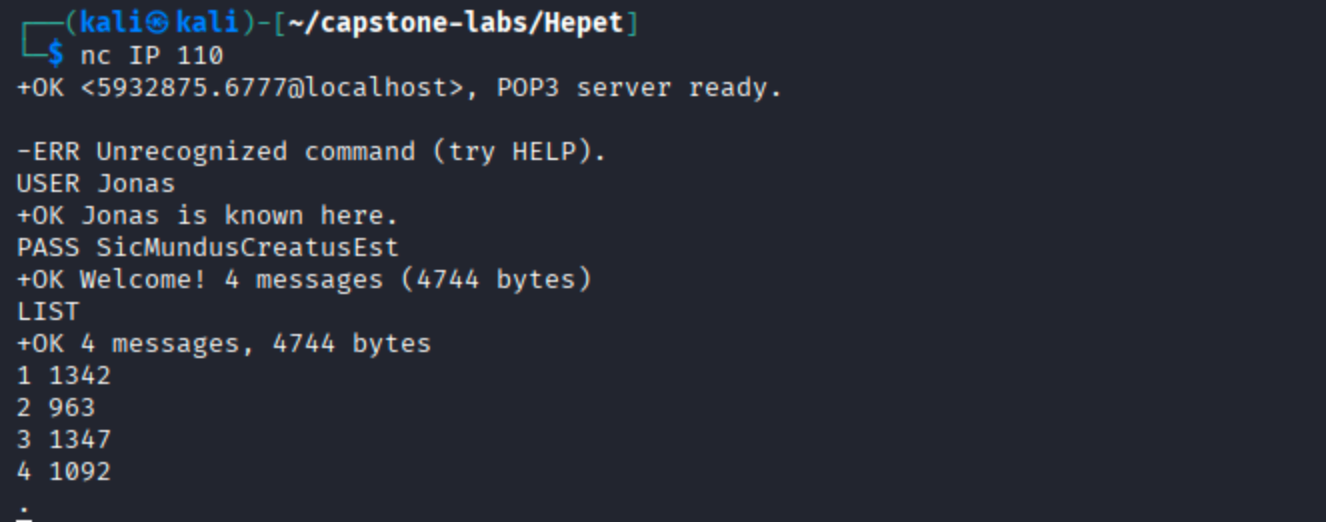 ┌──(kali㉿kali)-[~/capstone-labs/Hepet]
└─$ nc IP 110
+OK <5932875.6777@localhost>, POP3 server ready.

-ERR Unrecognized command (try HELP).
USER Jonas
+OK Jonas is known here.
PASS SicMundusCreatusEst
+OK Welcome! 4 messages (4744 bytes)
LIST
+OK 4 messages, 4744 bytes
1 1342
2 963
3 1347
4 1092
.